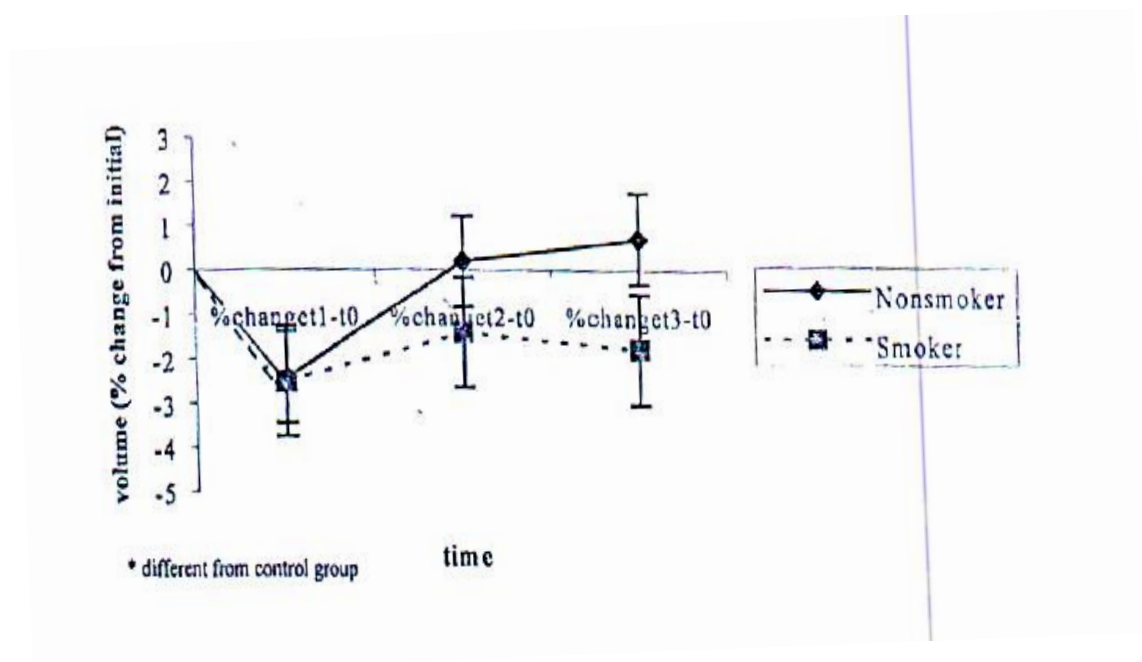 volume (% change from initial)
3
2
1
0
-1
-2
-3
-4
-5
%changet1-t0
%changet2-t0
%changet3-t0
Nonsmoker
Smoker
time
* different from control group